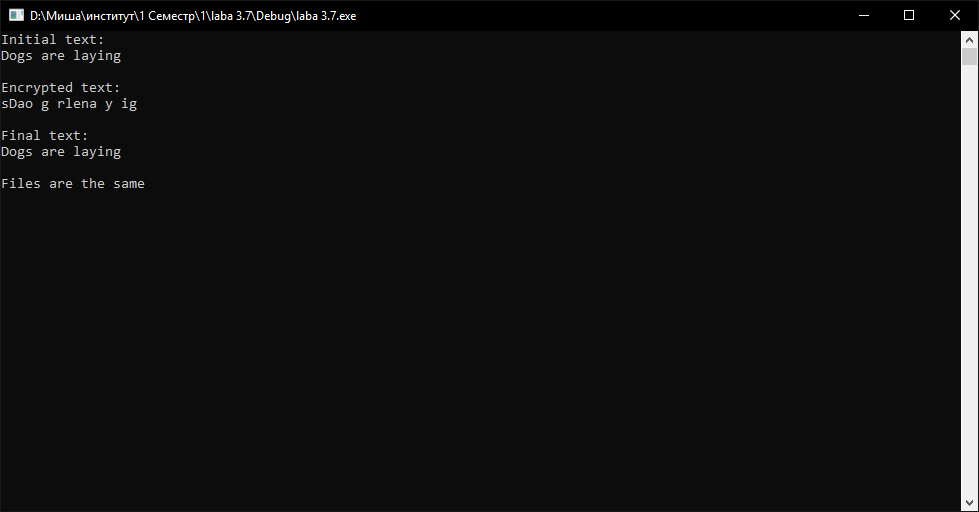 D:\Миша\институт\1 Семестр\1\laba 3.7\Debug\laba 3.7.exe
Initial text:
Dogs are laying
Encrypted text:
sDao g rlena y ig
Final text:
Dogs are laying
Files are the same